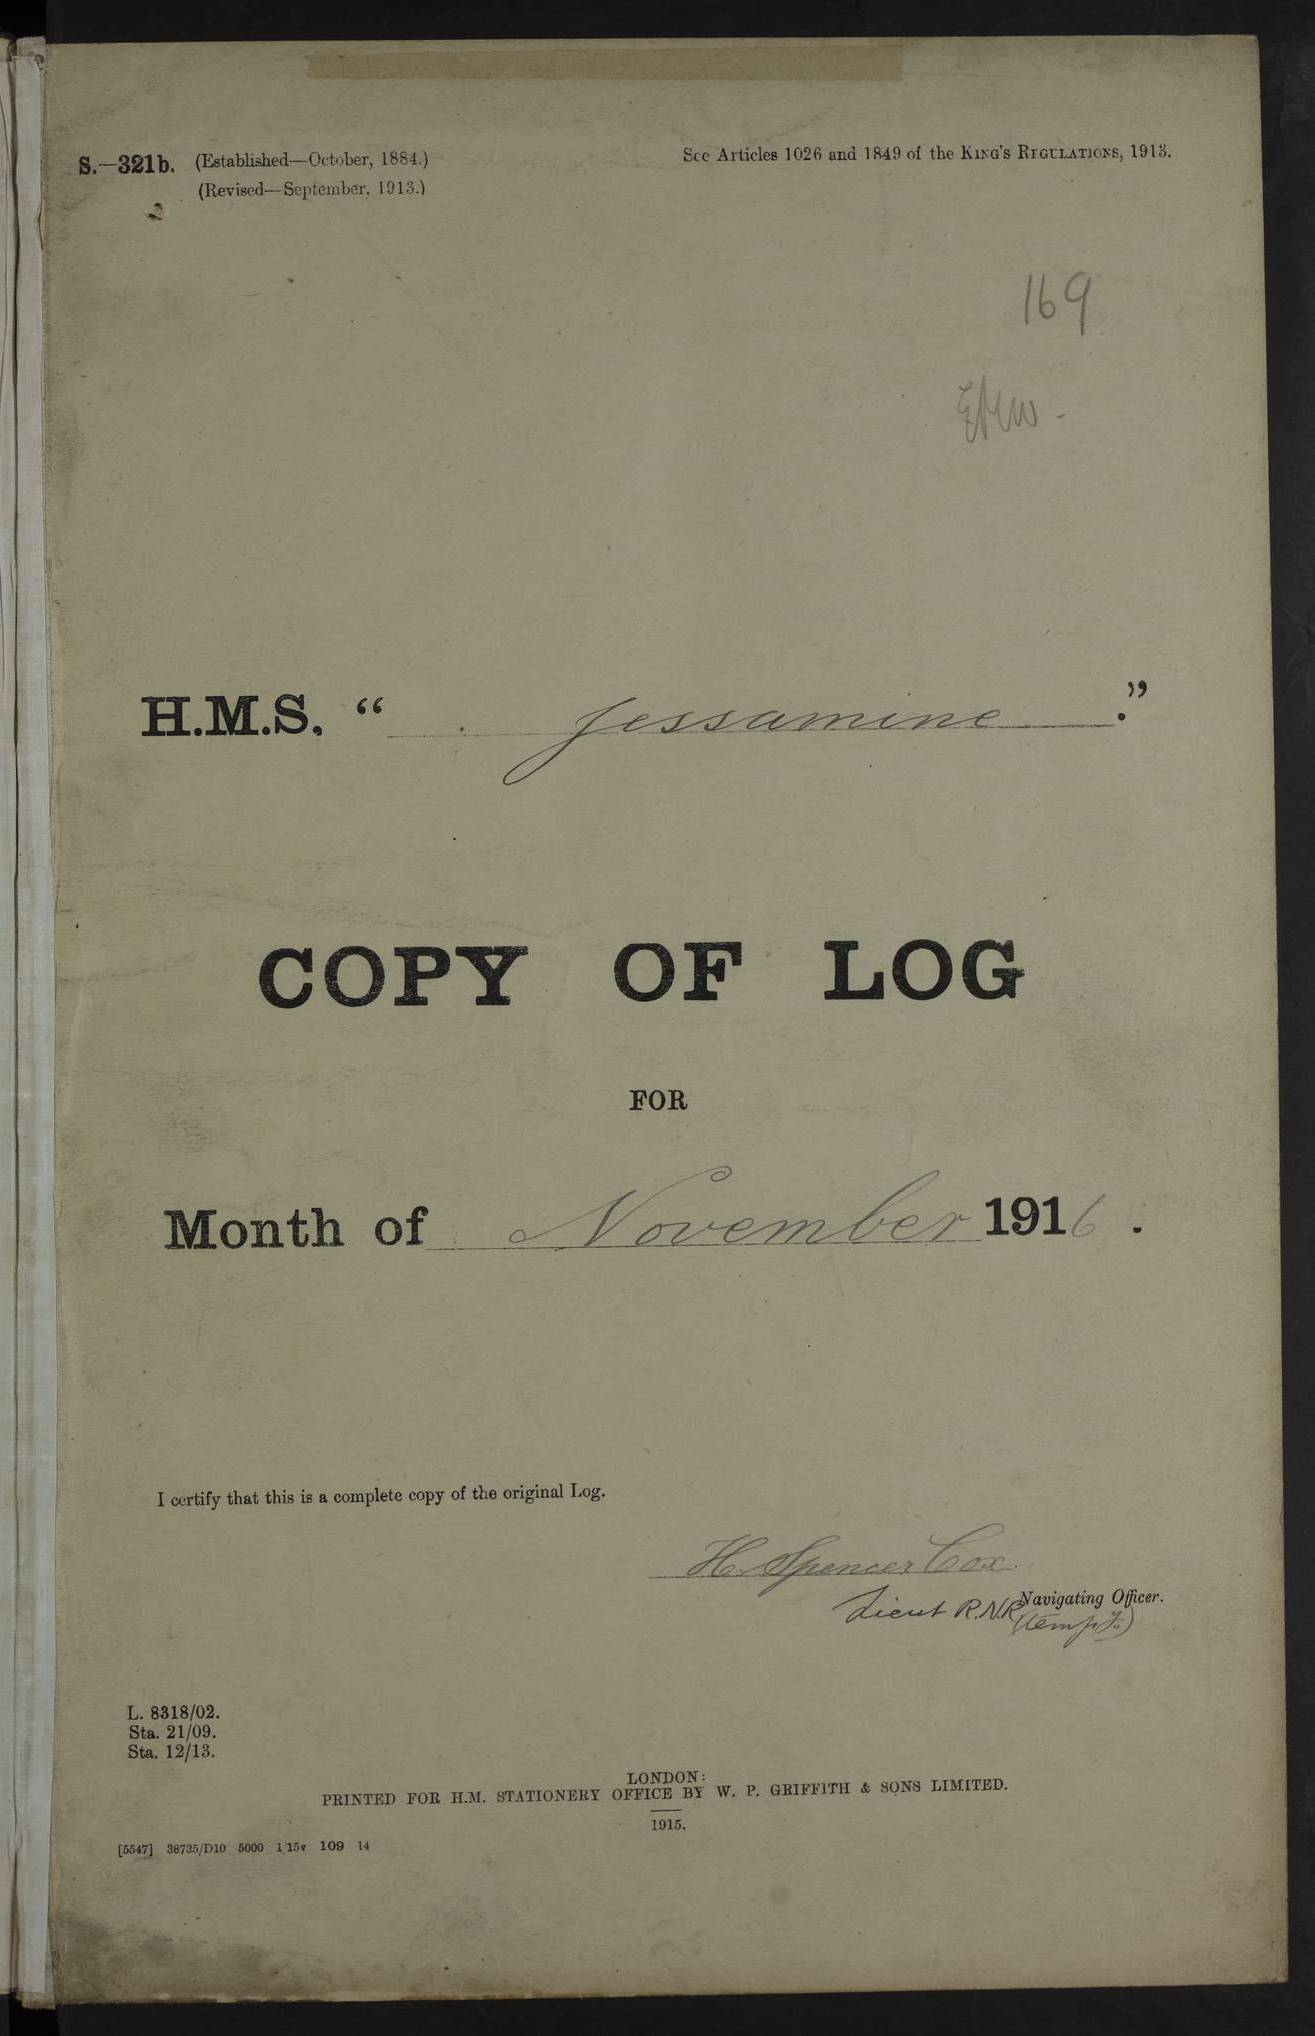 S.—321b. (Established—October, 1884.)
(Revised—September, 1913.)
See Articles 1026 and 1849 of the KING'S REGULATIONS, 1913.
169
H.M.S. “ Jessamine .”
COPY OF LOG
FOR
Month of November 1916 .
I certify that this is a complete copy of the original Log.
H. Spencer Cox.
Navigating Officer.
Lieut R.N.R (tempy.)
L. 8318/02.
Sta. 21/09.
Sta. 12/13.
LONDON:
PRINTED FOR H.M. STATIONERY OFFICE BY W. P. GRIFFITH & SONS LIMITED.
1915.
[5547] 38735/D10 5000 1/15v 109 14